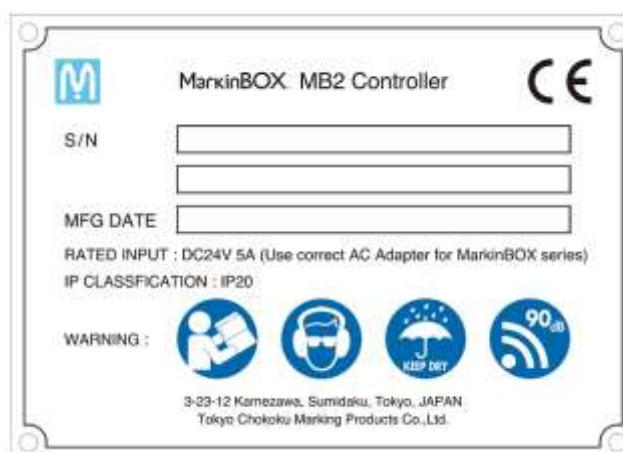 MarkinBOX MB2 Controller CE
S/N
MFG DATE
RATED INPUT : DC24V 5A (Use correct AC Adapter for MarkinBOX series)
IP CLASSFICATION : IP20
WARNING :
KEEP DRY
90dB
3-23-12 Kamezawa, Sumidaku, Tokyo, JAPAN
Tokyo Chokoku Marking Products Co.,Ltd.